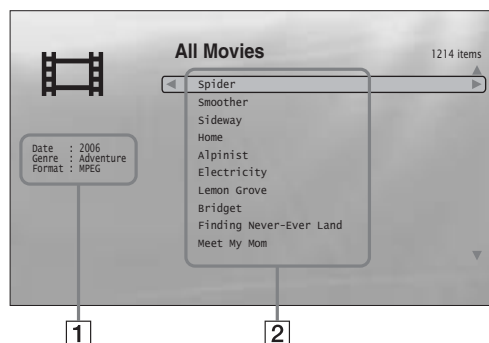 All Movies
1214 items
Spider
Smoother
Sideway
Home
Alpinist
Electricity
Lemon Grove
Bridget
Finding Never-Ever Land
Meet My Mom
Date : 2006
Genre : Adventure
Format : MPEG
1
2